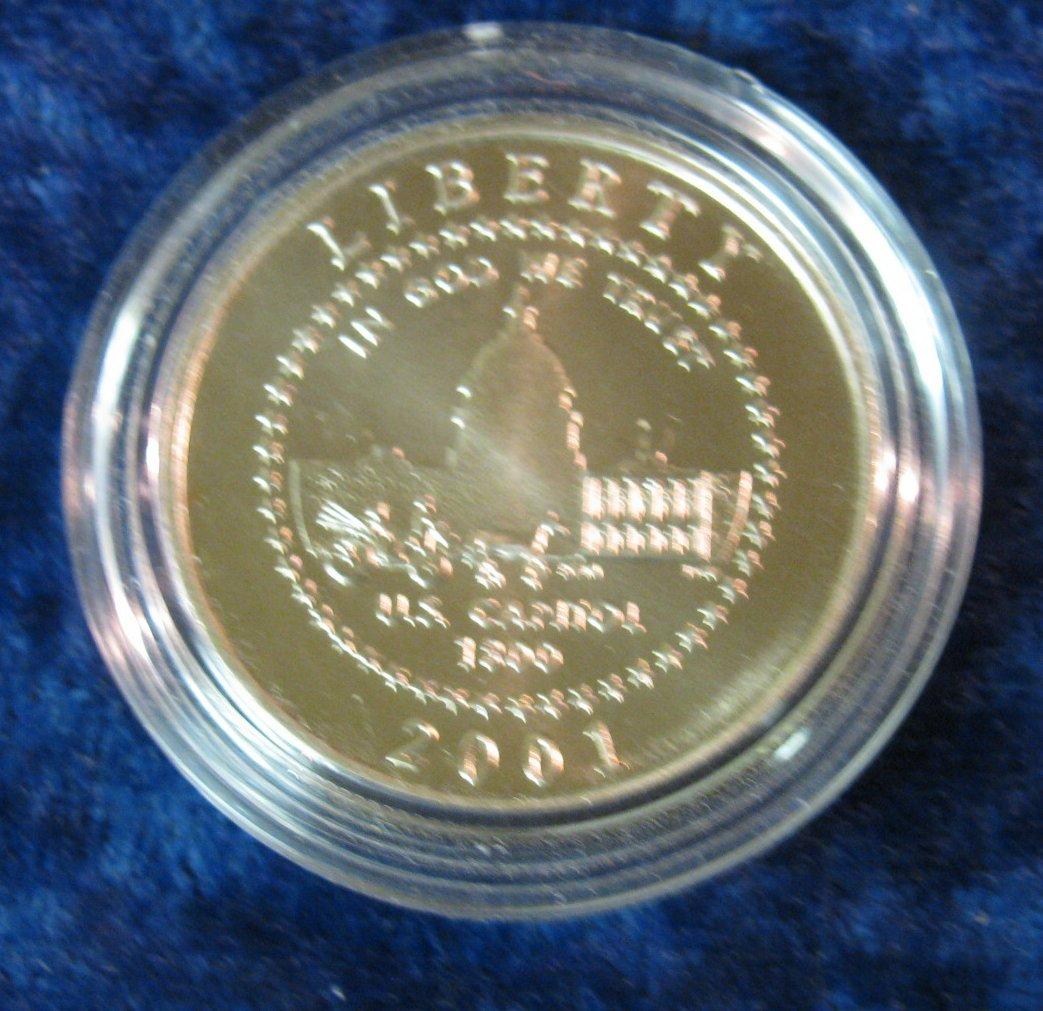 LIBERTY
IN GOD WE TRUST
U.S. CAPITOL
1800
2001